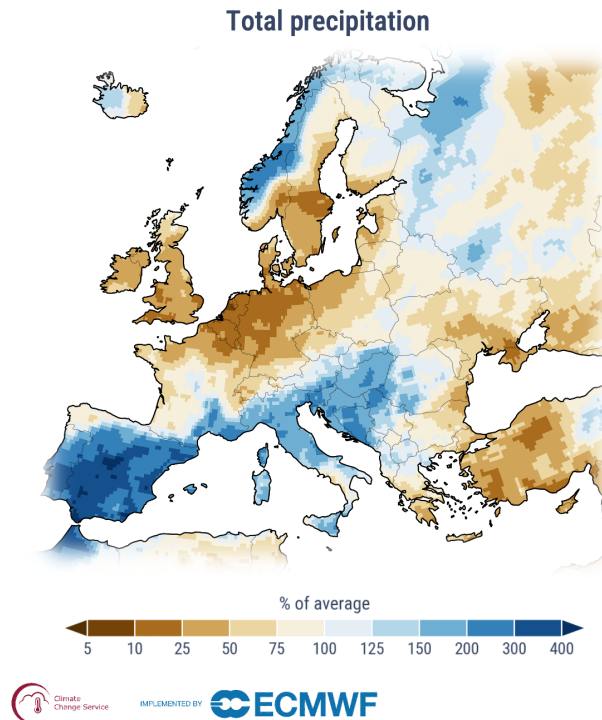 Total precipitation
% of average
5 10 25 50 75 100 125 150 200 300 400
Climate
Change Service
IMPLEMENTED BY ECMWF